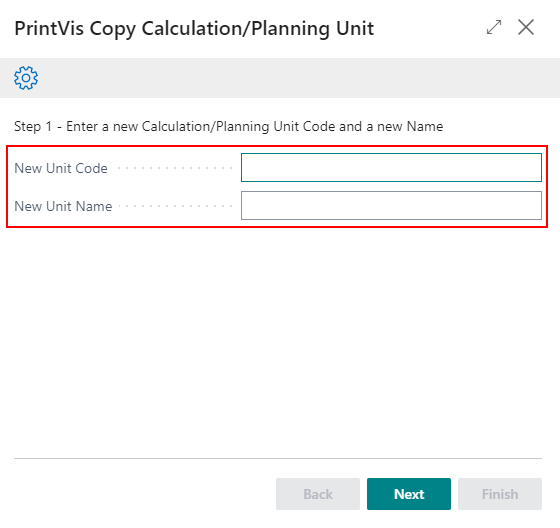 PrintVis Copy Calculation/Planning Unit
Step 1 - Enter a new Calculation/Planning Unit Code and a new Name
New Unit Code
New Unit Name
Back Next Finish